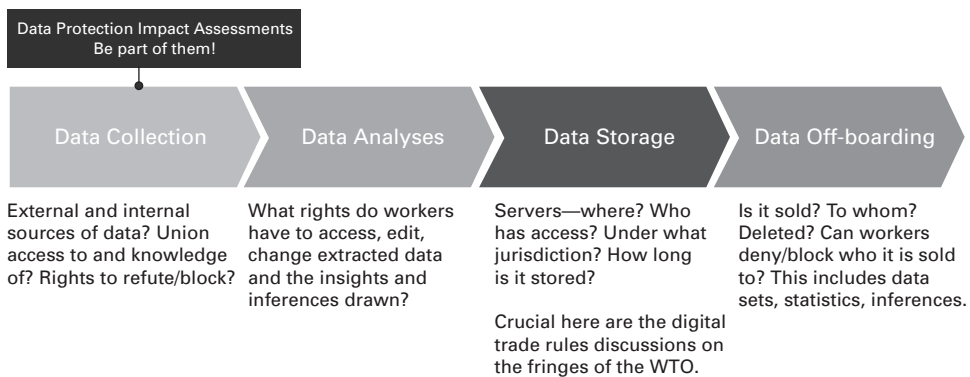 Data Protection Impact Assessments
Be part of them!
Data Collection
Data Analyses
Data Storage
Data Off-boarding
External and internal
sources of data? Union
access to and knowledge
of? Rights to refute/block?
What rights do workers
have to access, edit,
change extracted data
and the insights and
inferences drawn?
Servers—where? Who
has access? Under what
jurisdiction? How long
is it stored?
Crucial here are the digital
trade rules discussions on
the fringes of the WTO.
Is it sold? To whom?
Deleted? Can workers
deny/block who it is sold
to? This includes data
sets, statistics, inferences.